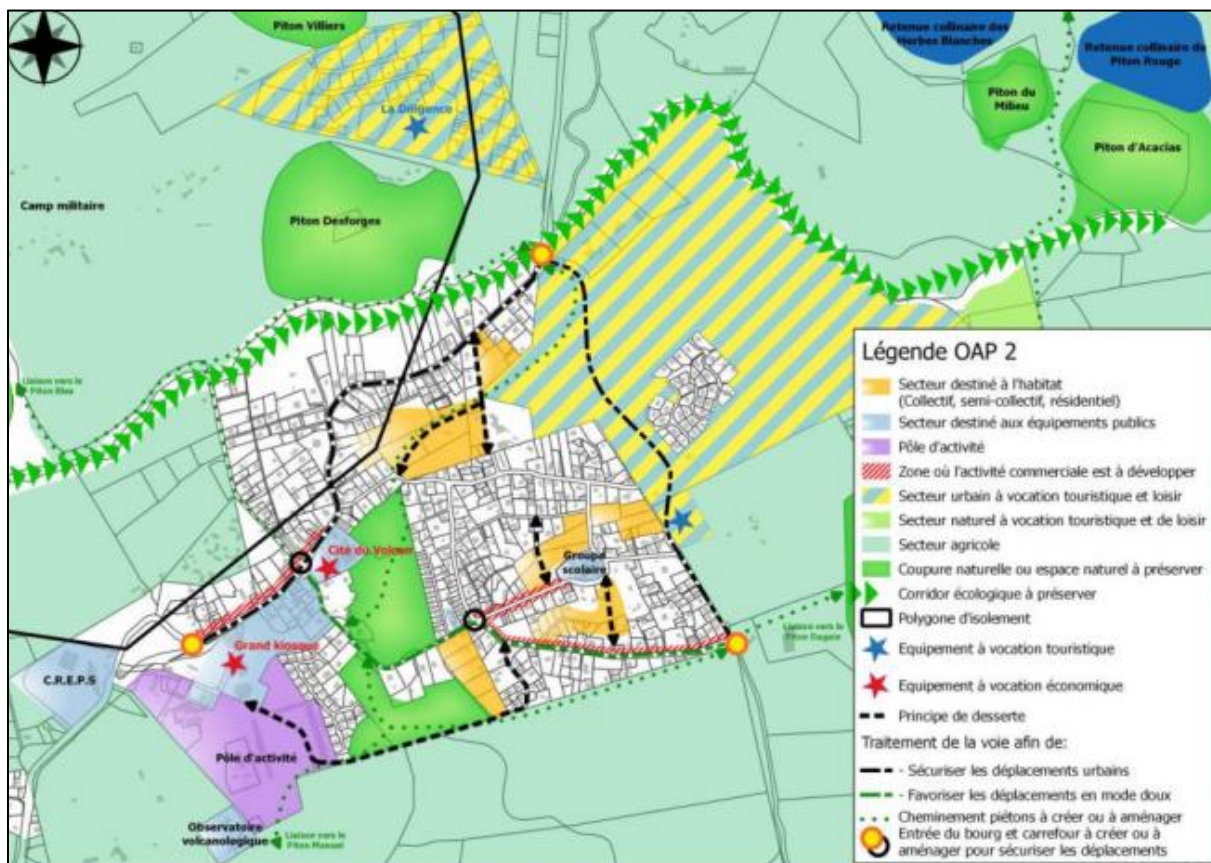 Piton Villiers
Retenue collinaire des
Herbes Blanches
Retenue collinaire du
Piton Rouge
La Diligence
Piton du
Milieu
Piton d'Acacias
Camp militaire
Piton Desforges
Liaison vers le
Piton Bleu
Cité du Volcan
Groupe
scolaire
Grand kiosque
C.R.E.P.S
Pôle d'activité
Observatoire
volcanologique
Liaison vers le
Liaison vers le
Légende OAP 2
Secteur destiné à l'habitat
(Collectif, semi-collectif, résidentiel)
Secteur destiné aux équipements publics
Pôle d'activité
Zone où l'activité commerciale est à développer
Secteur urbain à vocation touristique et loisir
Secteur naturel à vocation touristique et de loisir
Secteur agricole
Coupure naturelle ou espace naturel à préserver
Corridor écologique à préserver
Polygone d'isolement
Equipement à vocation touristique
Equipement à vocation économique
Principe de desserte
Traitement de la voie afin de:
- Sécuriser les déplacements urbains
- Favoriser les déplacements en mode doux
Cheminement piétons à créer ou à aménager
Entrée du bourg et carrefour à créer ou à
aménager pour sécuriser les déplacements